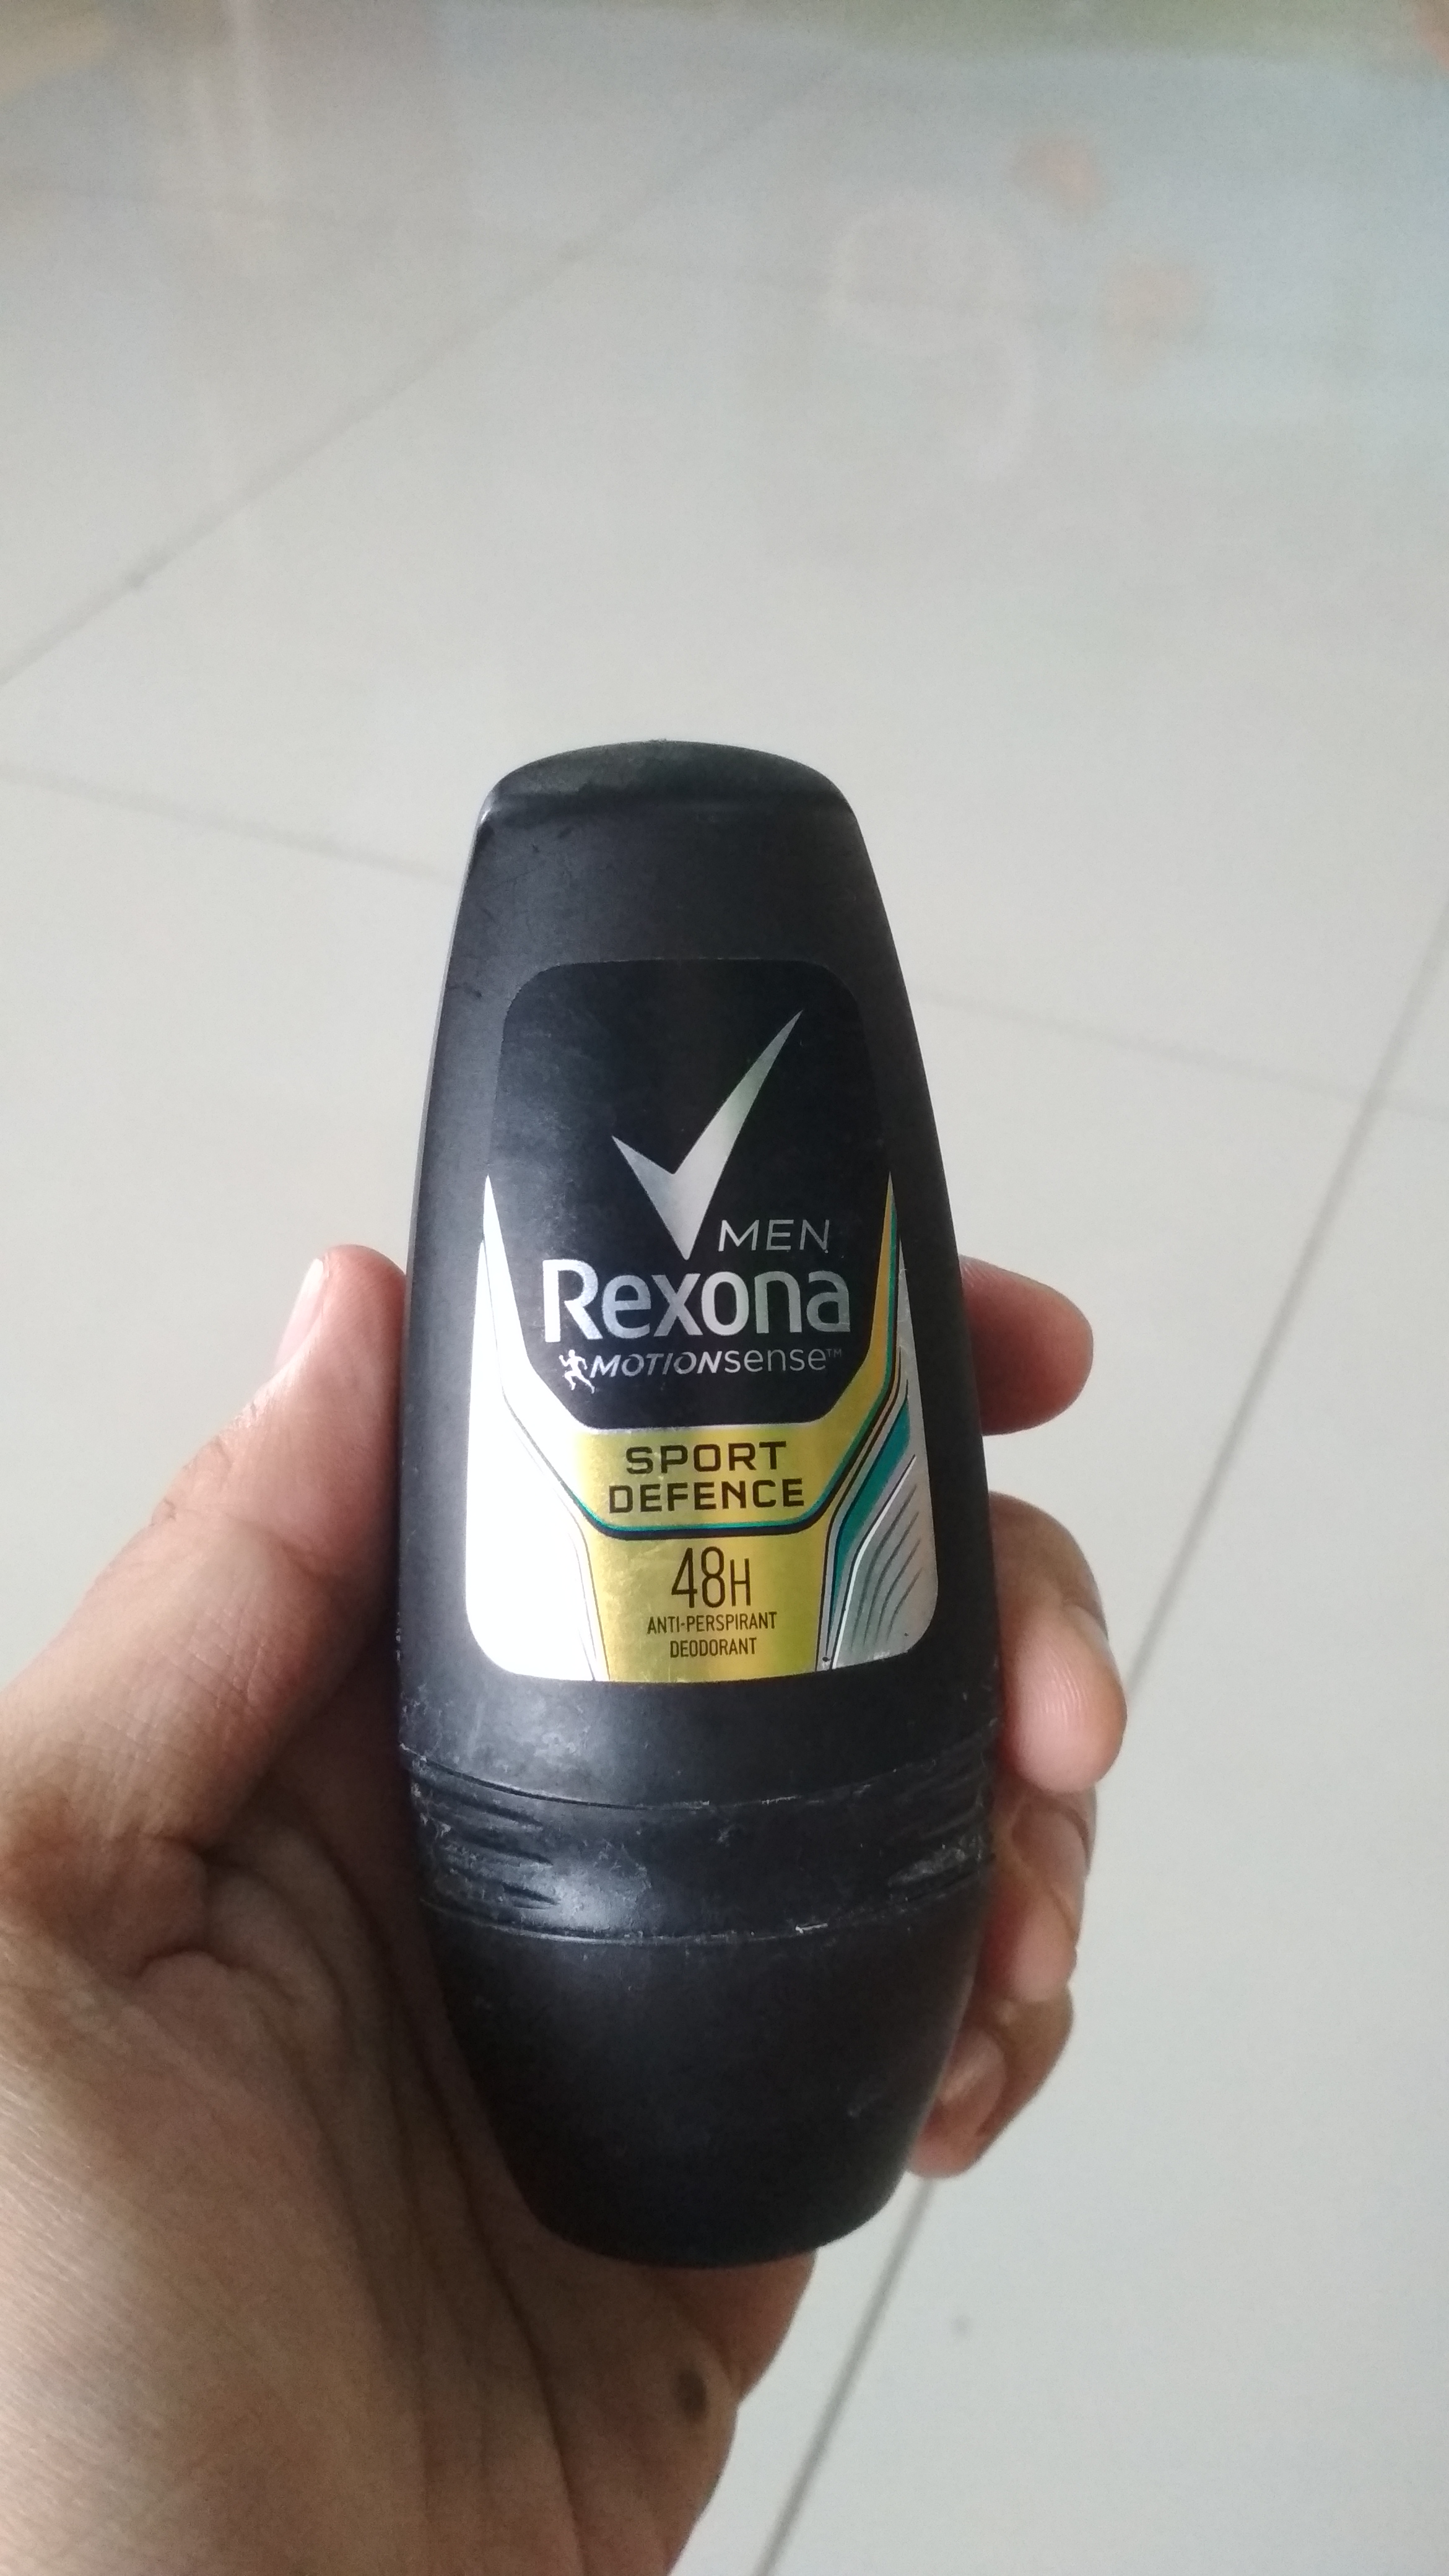 MEN
Rexona
MOTIONsense™
SPORT
DEFENCE
48H
ANTI-PERSPIRANT
DEODORANT